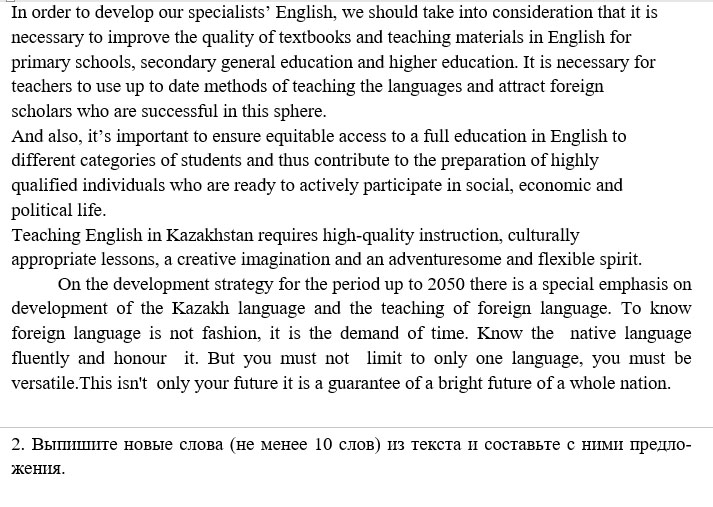 In order to develop our specialists’ English, we should take into consideration that it is
necessary to improve the quality of textbooks and teaching materials in English for
primary schools, secondary general education and higher education. It is necessary for
teachers to use up to date methods of teaching the languages and attract foreign
scholars who are successful in this sphere.
And also, it’s important to ensure equitable access to a full education in English to
different categories of students and thus contribute to the preparation of highly
qualified individuals who are ready to actively participate in social, economic and
political life.
Teaching English in Kazakhstan requires high-quality instruction, culturally
appropriate lessons, a creative imagination and an adventuresome and flexible spirit.
On the development strategy for the period up to 2050 there is a special emphasis on
development of the Kazakh language and the teaching of foreign language. To know
foreign language is not fashion, it is the demand of time. Know the native language
fluently and honour it. But you must not limit to only one language, you must be
versatile.This isn't only your future it is a guarantee of a bright future of a whole nation.
2. Выпишите новые слова (не менее 10 слов) из текста и составьте с ними предло-
жения.